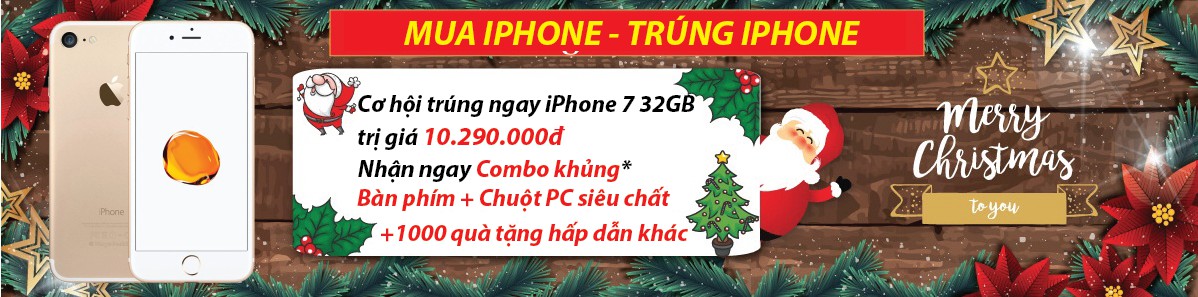 MUA IPHONE - TRÚNG IPHONE
Cơ hội trúng ngay iPhone 7 32GB
trị giá 10.290.000đ
Nhận ngay Combo khủng*
Bàn phím + Chuột PC siêu chất
+1000 quà tặng hấp dẫn khác
iPhone
Merry
Christmas
to you